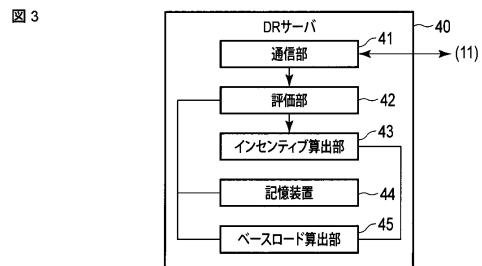 図3
DRサーバ
40
41
通信部
(11)
評価部
42
43
インセンティブ算出部
記憶装置
44
45
ベースロード算出部